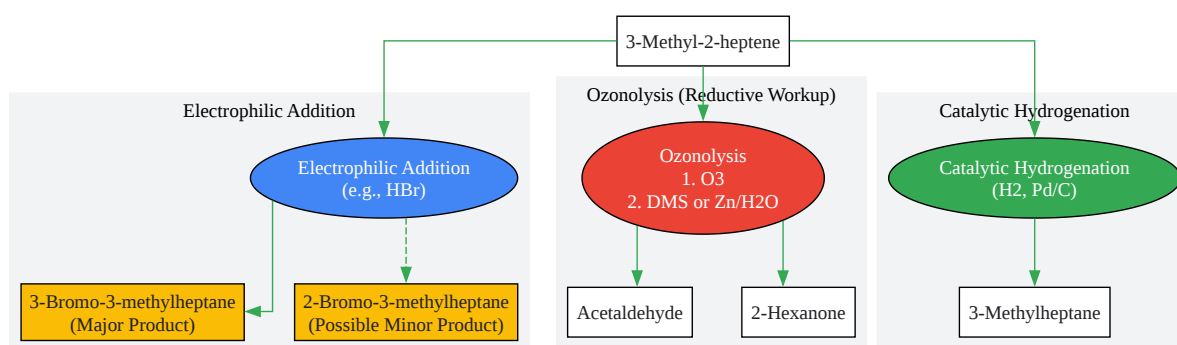 3-Methyl-2-heptene
Electrophilic Addition
Electrophilic Addition
(e.g., HBr)
3-Bromo-3-methylheptane
(Major Product)
2-Bromo-3-methylheptane
(Possible Minor Product)
Ozonolysis (Reductive Workup)
Ozonolysis
1. O3
2. DMS or Zn/H2O
Acetaldehyde
2-Hexanone
Catalytic Hydrogenation
Catalytic Hydrogenation
(H2, Pd/C)
3-Methylheptane